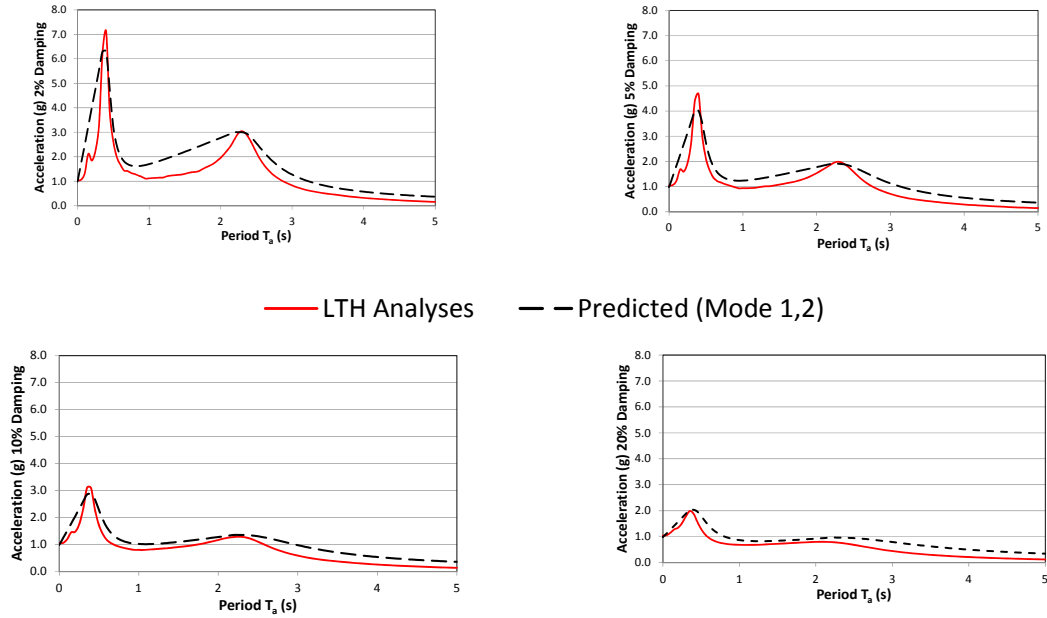 Acceleration (g) 2% Damping
8.0
7.0
6.0
5.0
4.0
3.0
2.0
1.0
0.0
0 1 2 3 4 5
Period Ta (s)
Acceleration (g) 5% Damping
8.0
7.0
6.0
5.0
4.0
3.0
2.0
1.0
0.0
0 1 2 3 4 5
Period Ta (s)
LTH Analyses
Predicted (Mode 1,2)
Acceleration (g) 10% Damping
8.0
7.0
6.0
5.0
4.0
3.0
2.0
1.0
0.0
0 1 2 3 4 5
Period Ta (s)
Acceleration (g) 20% Damping
8.0
7.0
6.0
5.0
4.0
3.0
2.0
1.0
0.0
0 1 2 3 4 5
Period Ta (s)